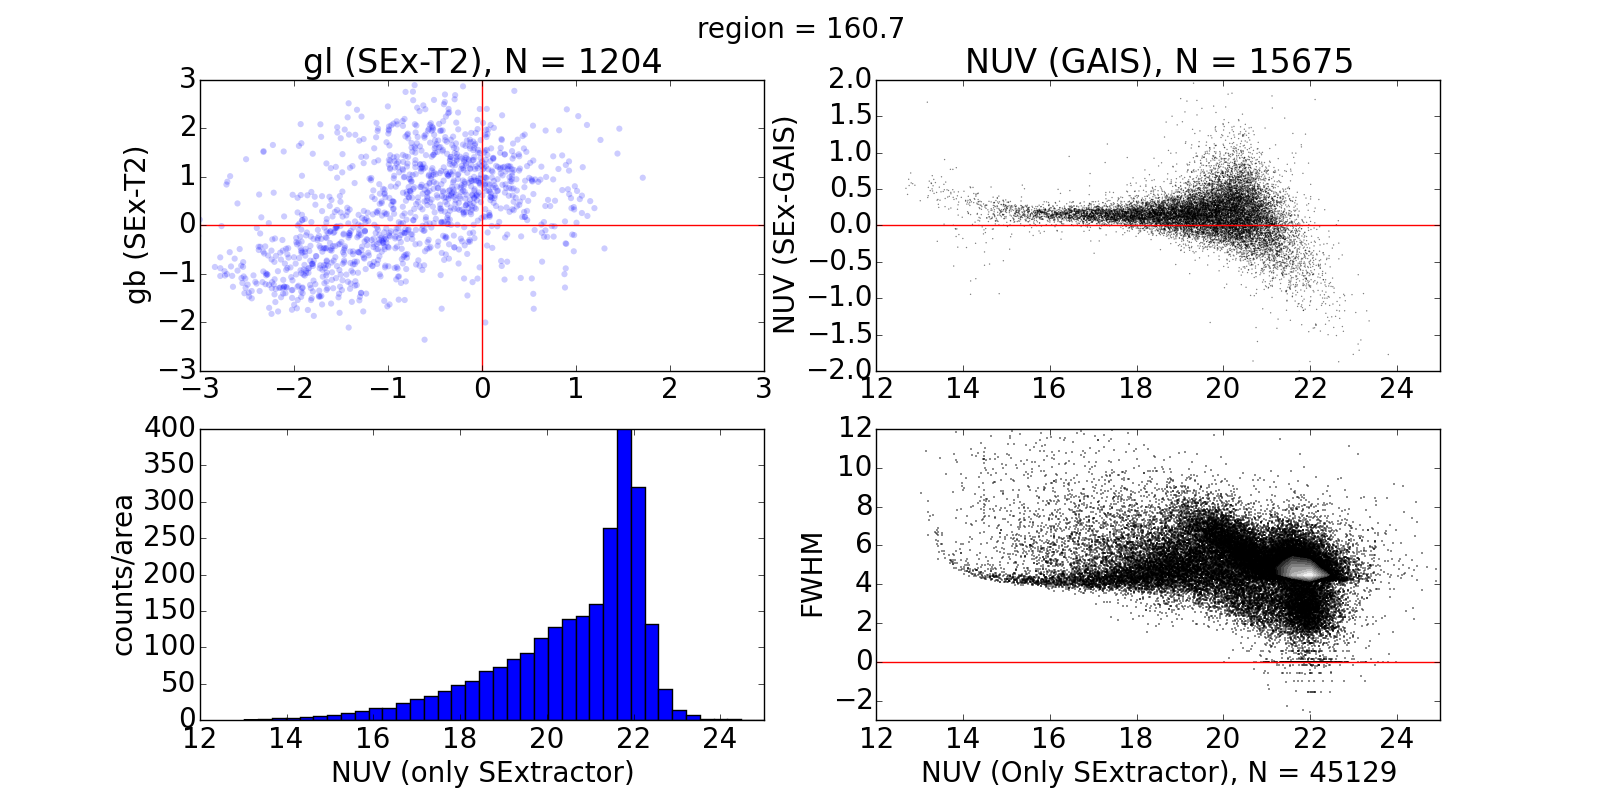 region = 160.7
gl (SEx-T2), N = 1204
NUV (GAIS), N = 15675
3
2
1
0
−1
−2
−3
gb (SEx-T2)
−3 −2 −1 0 1 2 3
2.0
1.5
1.0
0.5
0.0
−0.5
−1.0
−1.5
−2.0
NUV (SEx-GAIS)
12 14 16 18 20 22 24
400
350
300
250
200
150
100
50
0
counts/area
12 14 16 18 20 22 24
NUV (only SExtractor)
12
10
8
6
4
2
0
−2
FWHM
12 14 16 18 20 22 24
NUV (Only SExtractor), N = 45129